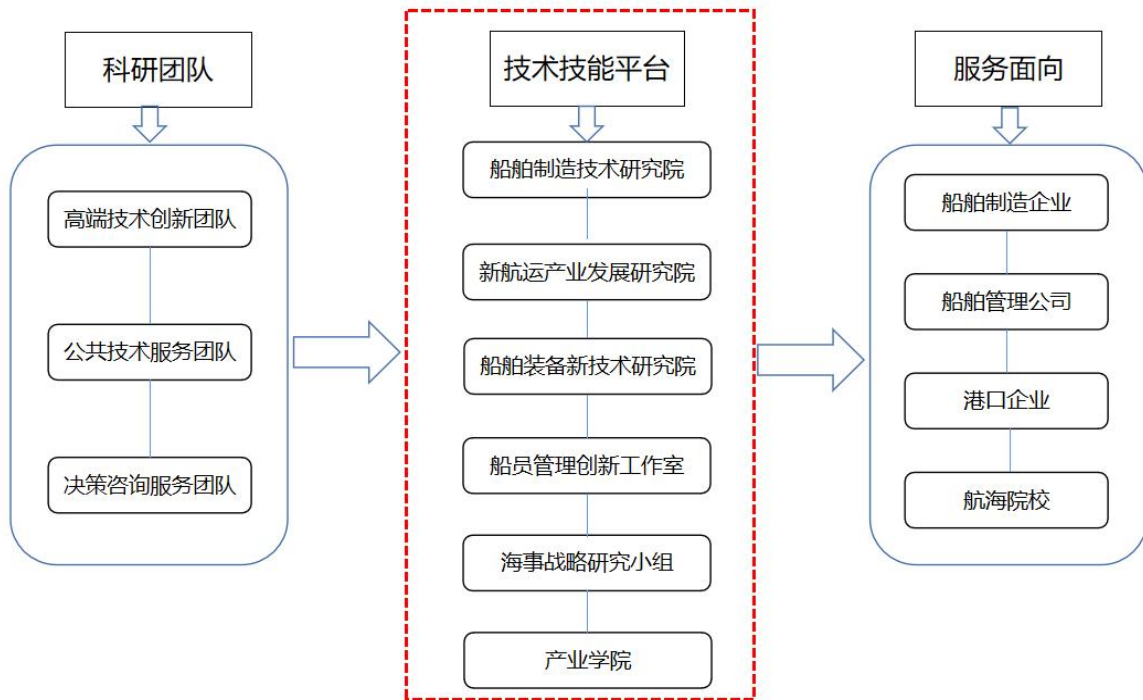 科研团队
高端技术创新团队
公共技术服务团队
决策咨询服务团队
技术技能平台
船舶制造技术研究院
新航运产业发展研究院
船舶装备新技术研究院
船员管理创新工作室
海事战略研究小组
产业学院
服务面向
船舶制造企业
船舶管理公司
港口企业
航海院校